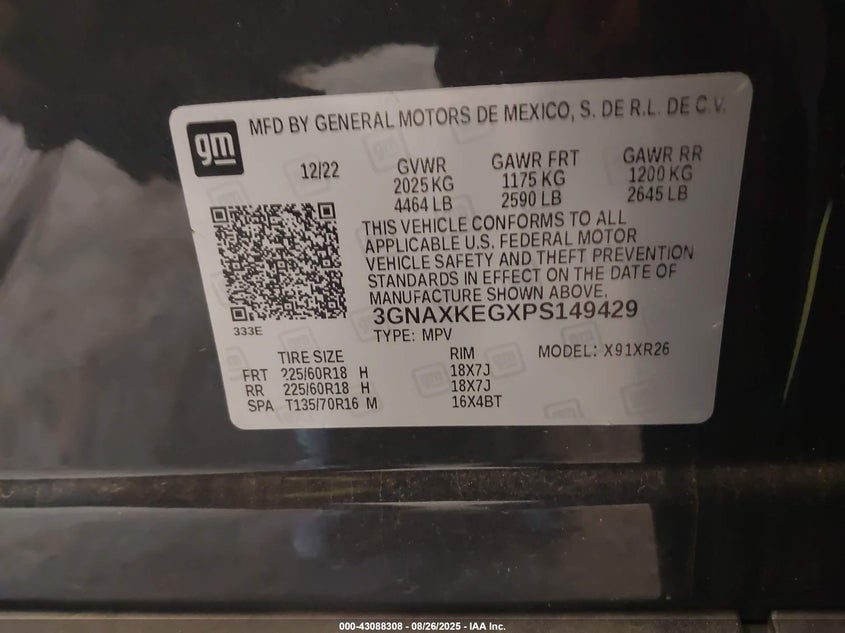 gm
MFD BY GENERAL MOTORS DE MEXICO, S. DE R.L. DE C.V.
12/22 GVWR GAWR FRT GAWR RR
2025 KG 1175 KG 1200 KG
4464 LB 2590 LB 2645 LB
THIS VEHICLE CONFORMS TO ALL
APPLICABLE U.S. FEDERAL MOTOR
VEHICLE SAFETY AND THEFT PREVENTION
STANDARDS IN EFFECT ON THE DATE OF
MANUFACTURE SHOWN ABOVE.
333E
3GNAXKEGXPS149429
TYPE: MPV
TIRE SIZE RIM MODEL: X91XR26
FRT 225/60R18 H 18X7J
RR 225/60R18 H 18X7J
SPA T135/70R16 M 16X4BT
000-43088308 - 08/26/2025 - IAA Inc.